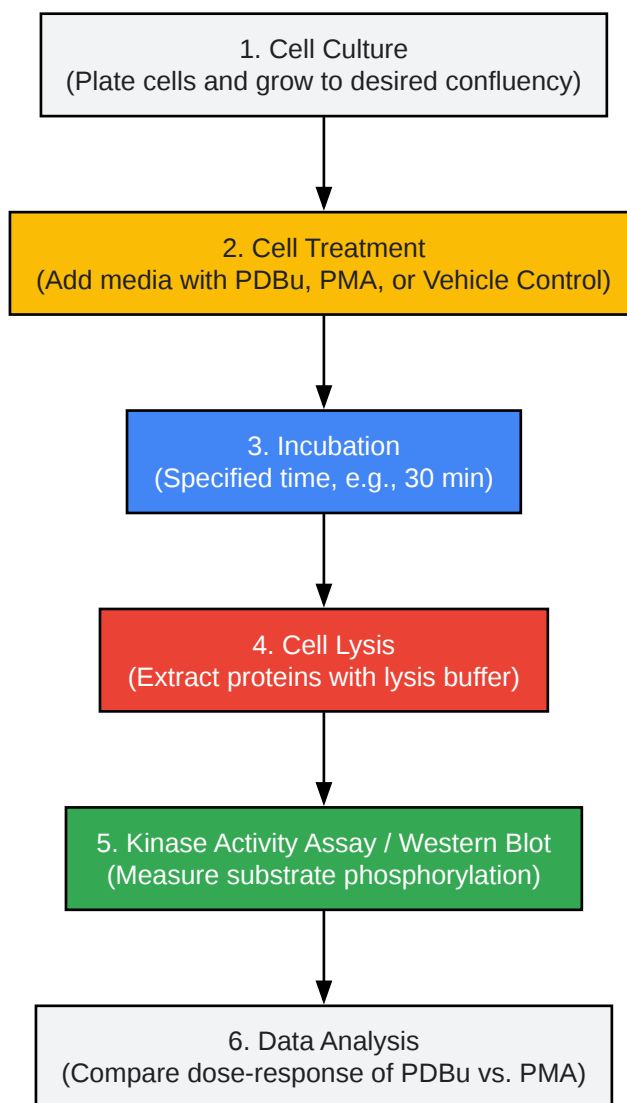 1. Cell Culture
(Plate cells and grow to desired confluency)
2. Cell Treatment
(Add media with PDBu, PMA, or Vehicle Control)
3. Incubation
(Specified time, e.g., 30 min)
4. Cell Lysis
(Extract proteins with lysis buffer)
5. Kinase Activity Assay / Western Blot
(Measure substrate phosphorylation)
6. Data Analysis
(Compare dose-response of PDBu vs. PMA)